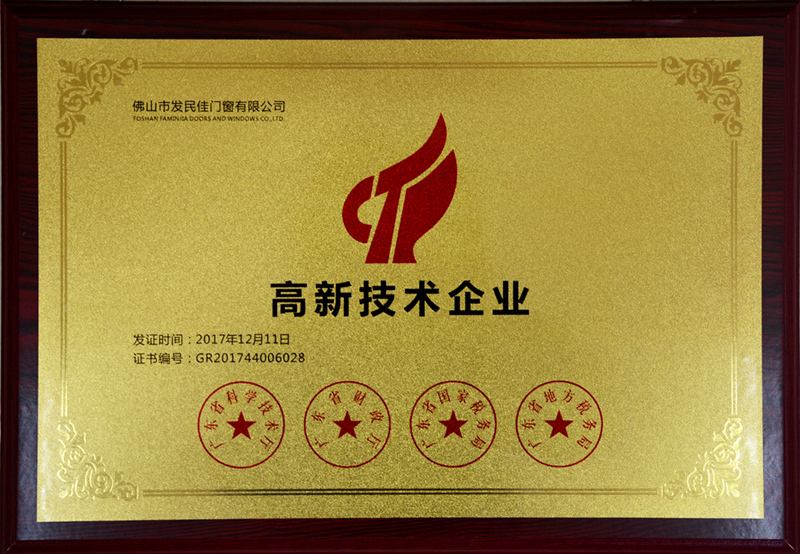 佛山市发民佳门窗有限公司
FOSHAN FAMINJIA DOORS AND WINDOWS CO.,LTD.
高新技术企业
发证时间：2017年12月11日
证书编号：GR201744006028
广东省科学技术厅
广东省财政厅
广东省国家税务局
广东省地方税务局